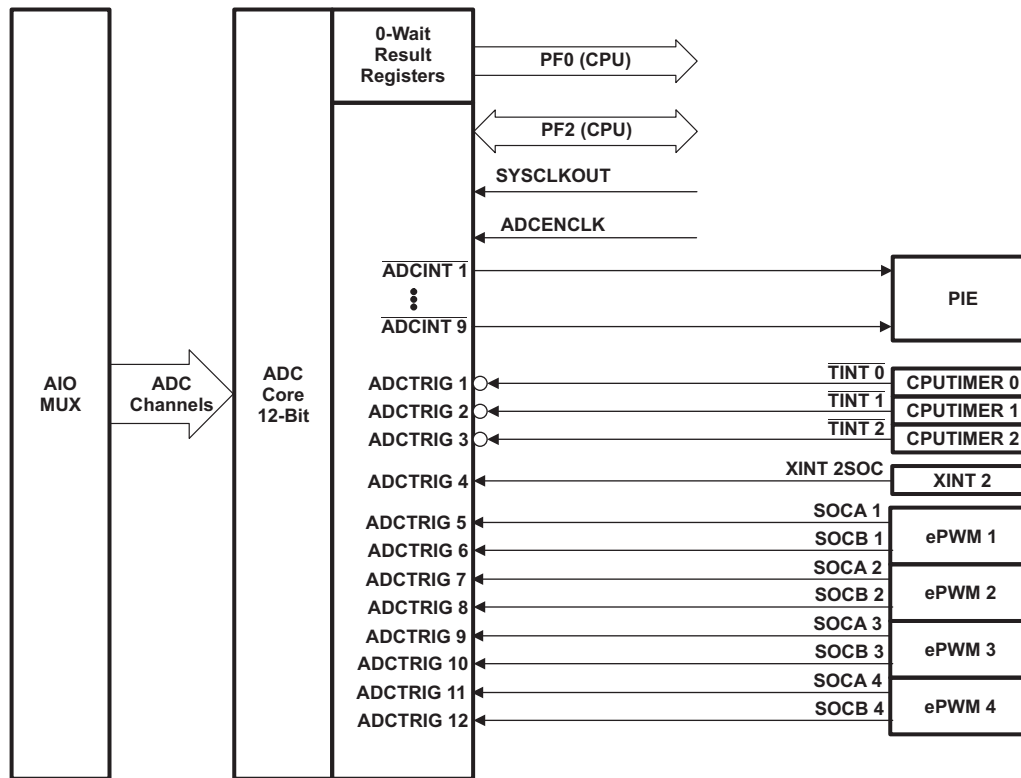 0-Wait
Result
Registers
PF0 (CPU)
PF2 (CPU)
SYSCLKOUT
ADCENCLK
ADCINT 1
ADCINT 9
PIE
AIO
MUX
ADC
Channels
ADC
Core
12-Bit
ADCTRIG 1
TINT 0
CPUTIMER 0
ADCTRIG 2
TINT 1
CPUTIMER 1
ADCTRIG 3
TINT 2
CPUTIMER 2
ADCTRIG 4
XINT 2SOC
XINT 2
ADCTRIG 5
SOCA 1
ADCTRIG 6
SOCB 1
ePWM 1
ADCTRIG 7
SOCA 2
ADCTRIG 8
SOCB 2
ePWM 2
ADCTRIG 9
SOCA 3
ADCTRIG 10
SOCB 3
ePWM 3
ADCTRIG 11
SOCA 4
ADCTRIG 12
SOCB 4
ePWM 4